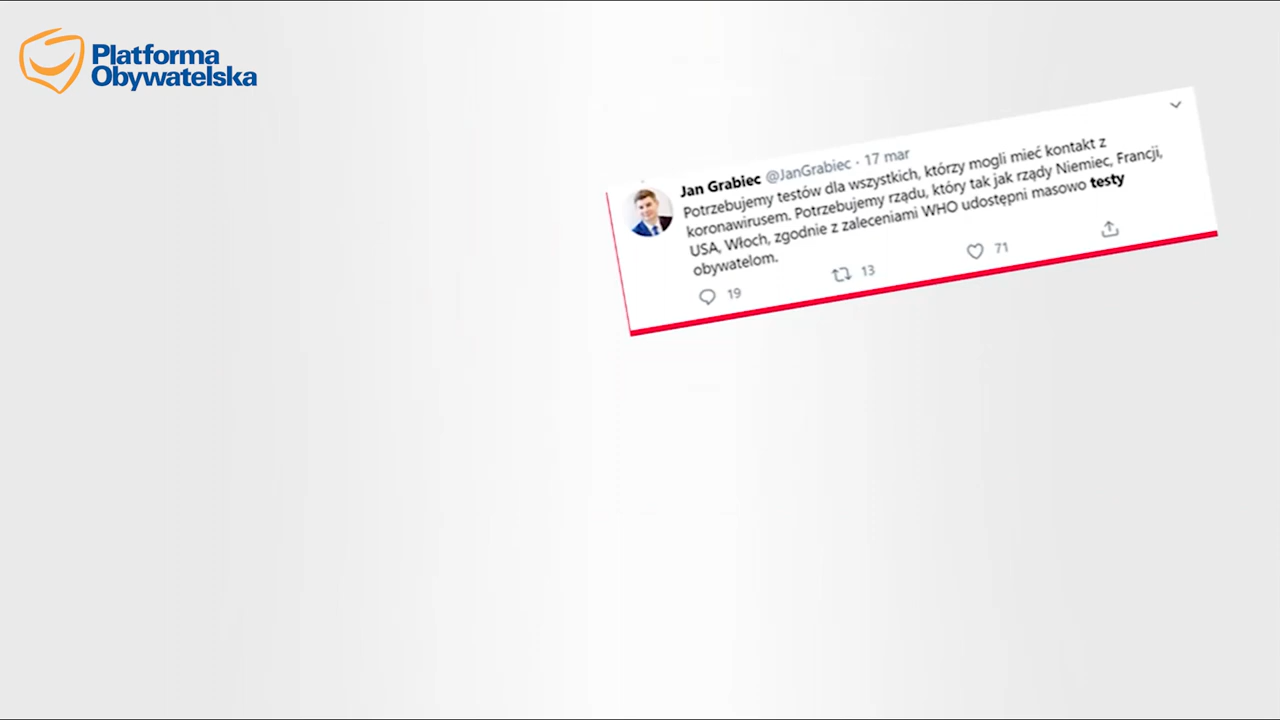 Platforma
Obywatelska
Jan Grabiec @JanGrabiec · 17 mar
Potrzebujemy testów dla wszystkich, którzy mogli mieć kontakt z
koronawirusem. Potrzebujemy rządu, który tak jak rządy Niemiec, Francji,
USA, Włoch, zgodnie z zaleceniami WHO udostępni masowo testy
obywatelom.
19 13 71